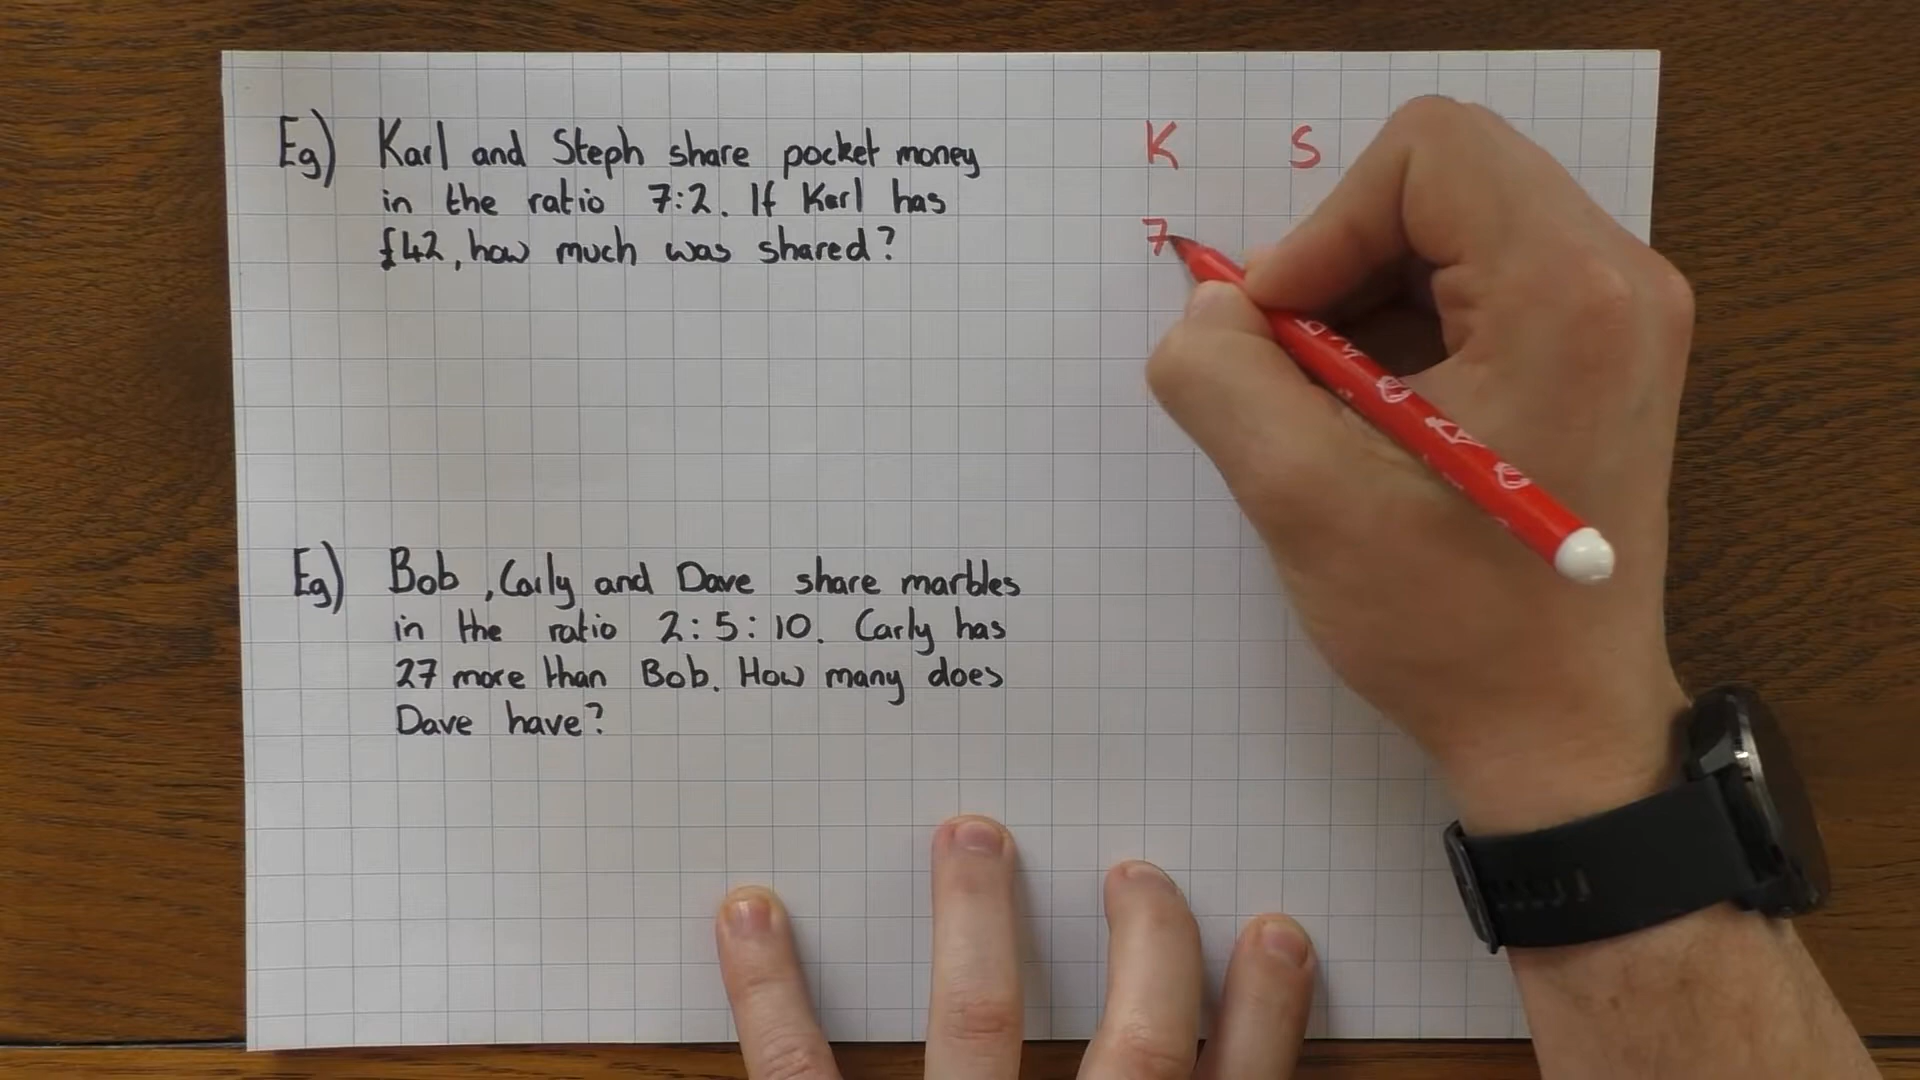 Eg) Karl and Steph share pocket money
in the ratio 7:2. If Karl has
£42, how much was shared?
K S
7
Eg) Bob, Carly and Dave share marbles
in the ratio 2:5:10. Carly has
27 more than Bob. How many does
Dave have?